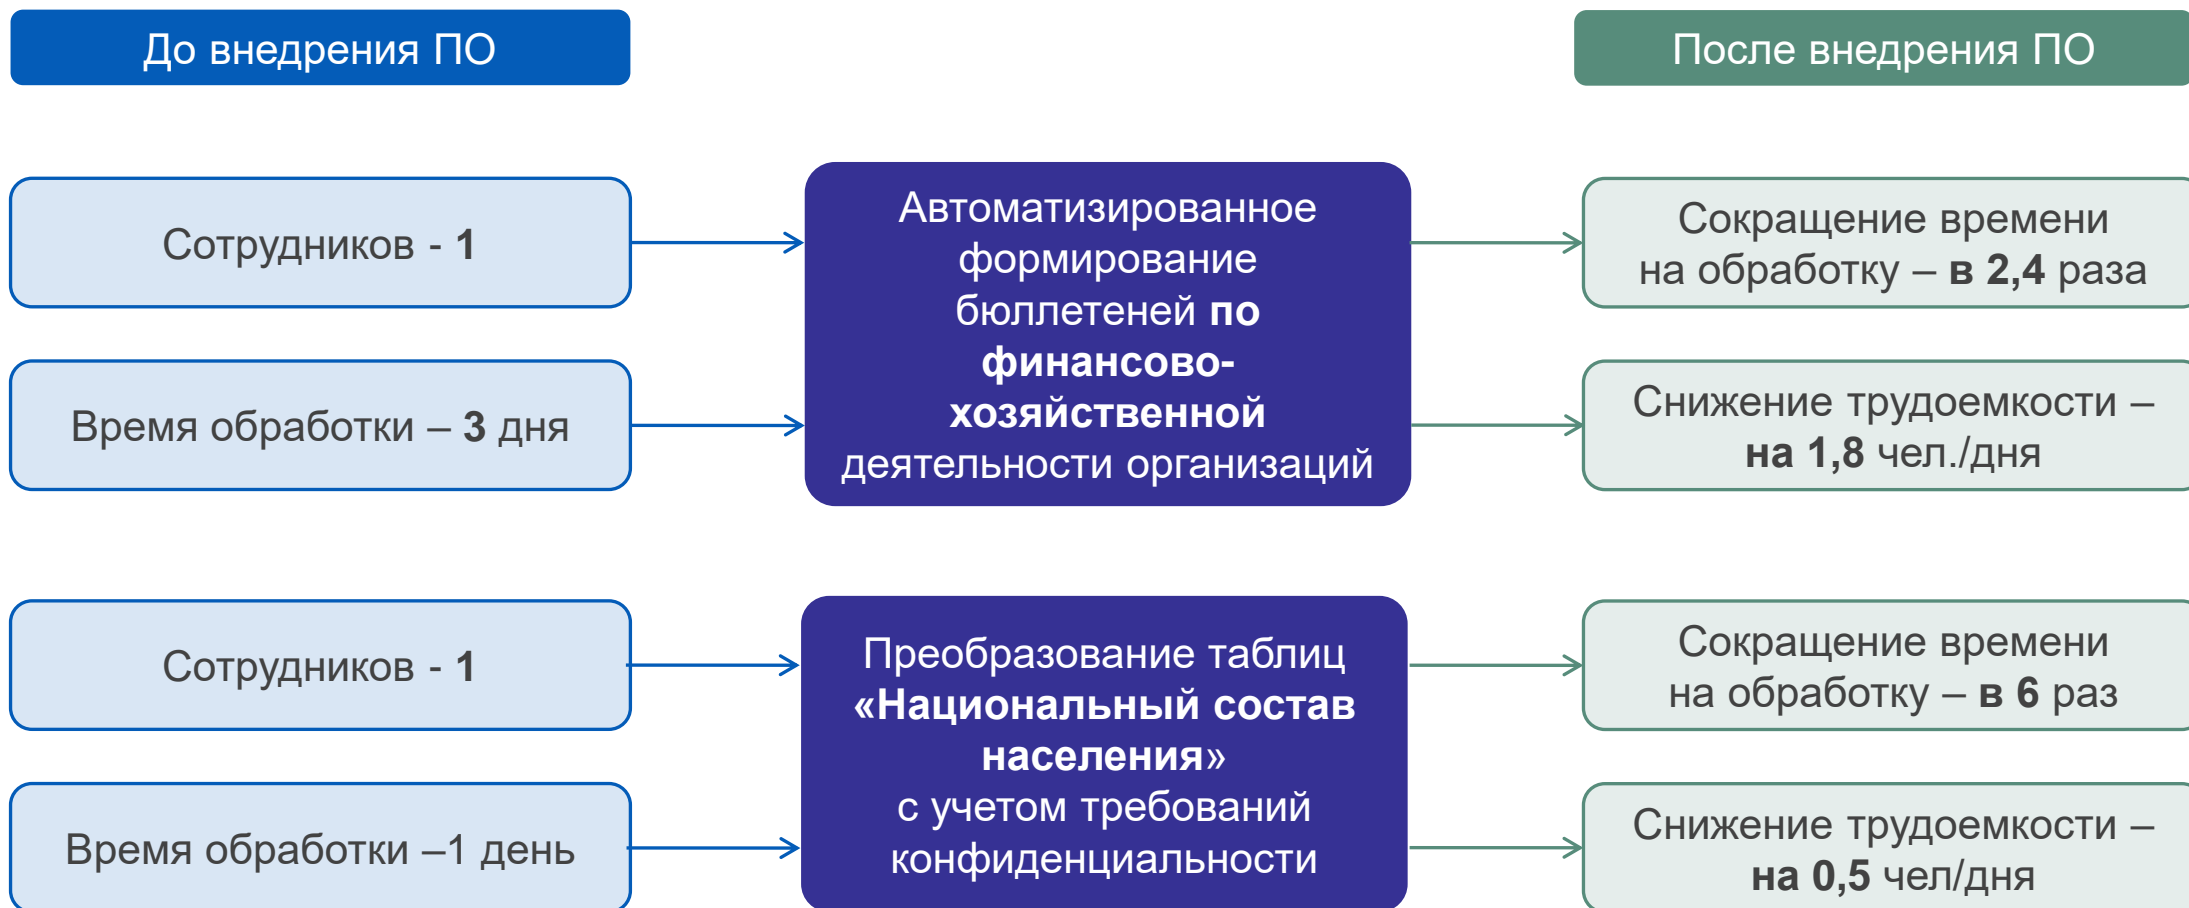 До внедрения ПО
После внедрения ПО
Сотрудников - 1
Время обработки – 3 дня
Автоматизированное
формирование
бюллетеней по
финансово-
хозяйственной
деятельности организаций
Сокращение времени
на обработку – в 2,4 раза
Снижение трудоемкости –
на 1,8 чел./дня
Сотрудников - 1
Время обработки –1 день
Преобразование таблиц
«Национальный состав
населения»
с учетом требований
конфиденциальности
Сокращение времени
на обработку – в 6 раз
Снижение трудоемкости –
на 0,5 чел/дня